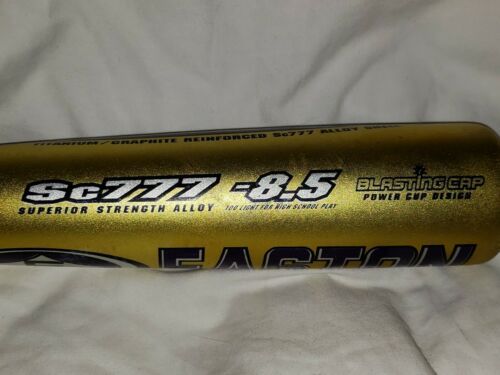 TITANIUM/GRAPHITE REINFORCED Sc777 ALLOY SHELL
Sc777 -8.5 BLASTING CAP
SUPERIOR STRENGTH ALLOY TOO LIGHT FOR HIGH SCHOOL PLAY POWER CUP DESIGN
EASTON